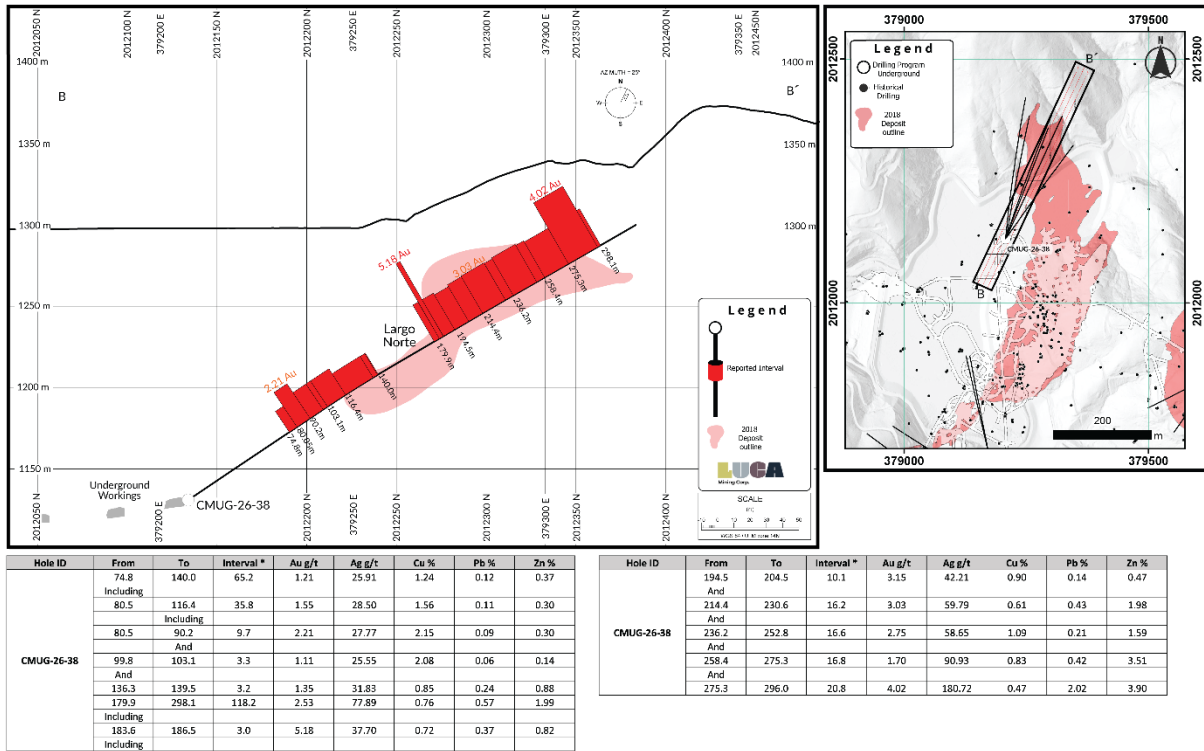 2012050 N
2012100 N
379200 E
2012150 N
2012200 N
379250 E
2012250 N
2012300 N
379300 E
2012350 N
2012400 N
379350 E
2012450 N
1400 m
1400 m
B
B´
AZIMUTH = 25°
N
W
E
S
1350 m
1350 m
1300 m
1300 m
4.02 Au
5.18 Au
3.03 Au
298.1m
275.3m
258.4m
236.2m
214.4m
194.5m
179.9m
1250 m
Largo
Norte
1200 m
2.21 Au
140.0m
116.4m
103.1m
90.2m
74.8m
1150 m
Underground
Workings
CMUG-26-38
2012050 N
2012100 N
379200 E
2012150 N
2012200 N
379250 E
2012250 N
2012300 N
379300 E
2012350 N
2012400 N
Legend
Reported Interval
2018
Deposit
outline
LUCA
Mining Corp.
SCALE
379000
379500
2012500
2012500
Legend
Drilling Program
Underground
Historical
Drilling
2018
Deposit
outline
N
B´
CMUG-26-38
B
2012000
2012000
200
m
379000
379500
Hole ID From To Interval * Au g/t Ag g/t Cu % Pb % Zn %
74.8 140.0 65.2 1.21 25.91 1.24 0.12 0.37
Including
80.5 116.4 35.8 1.55 28.50 1.56 0.11 0.30
Including
80.5 90.2 9.7 2.21 27.77 2.15 0.09 0.30
And
CMUG-26-38 99.8 103.1 3.3 1.11 25.55 2.08 0.06 0.14
And
136.3 139.5 3.2 1.35 31.83 0.85 0.24 0.88
179.9 298.1 118.2 2.53 77.89 0.76 0.57 1.99
Including
183.6 186.5 3.0 5.18 37.70 0.72 0.37 0.82
Including
Hole ID From To Interval * Au g/t Ag g/t Cu % Pb % Zn %
194.5 204.5 10.1 3.15 42.21 0.90 0.14 0.47
And
214.4 230.6 16.2 3.03 59.79 0.61 0.43 1.98
And
CMUG-26-38 236.2 252.8 16.6 2.75 58.65 1.09 0.21 1.59
And
258.4 275.3 16.8 1.70 90.93 0.83 0.42 3.51
And
275.3 296.0 20.8 4.02 180.72 0.47 2.02 3.90